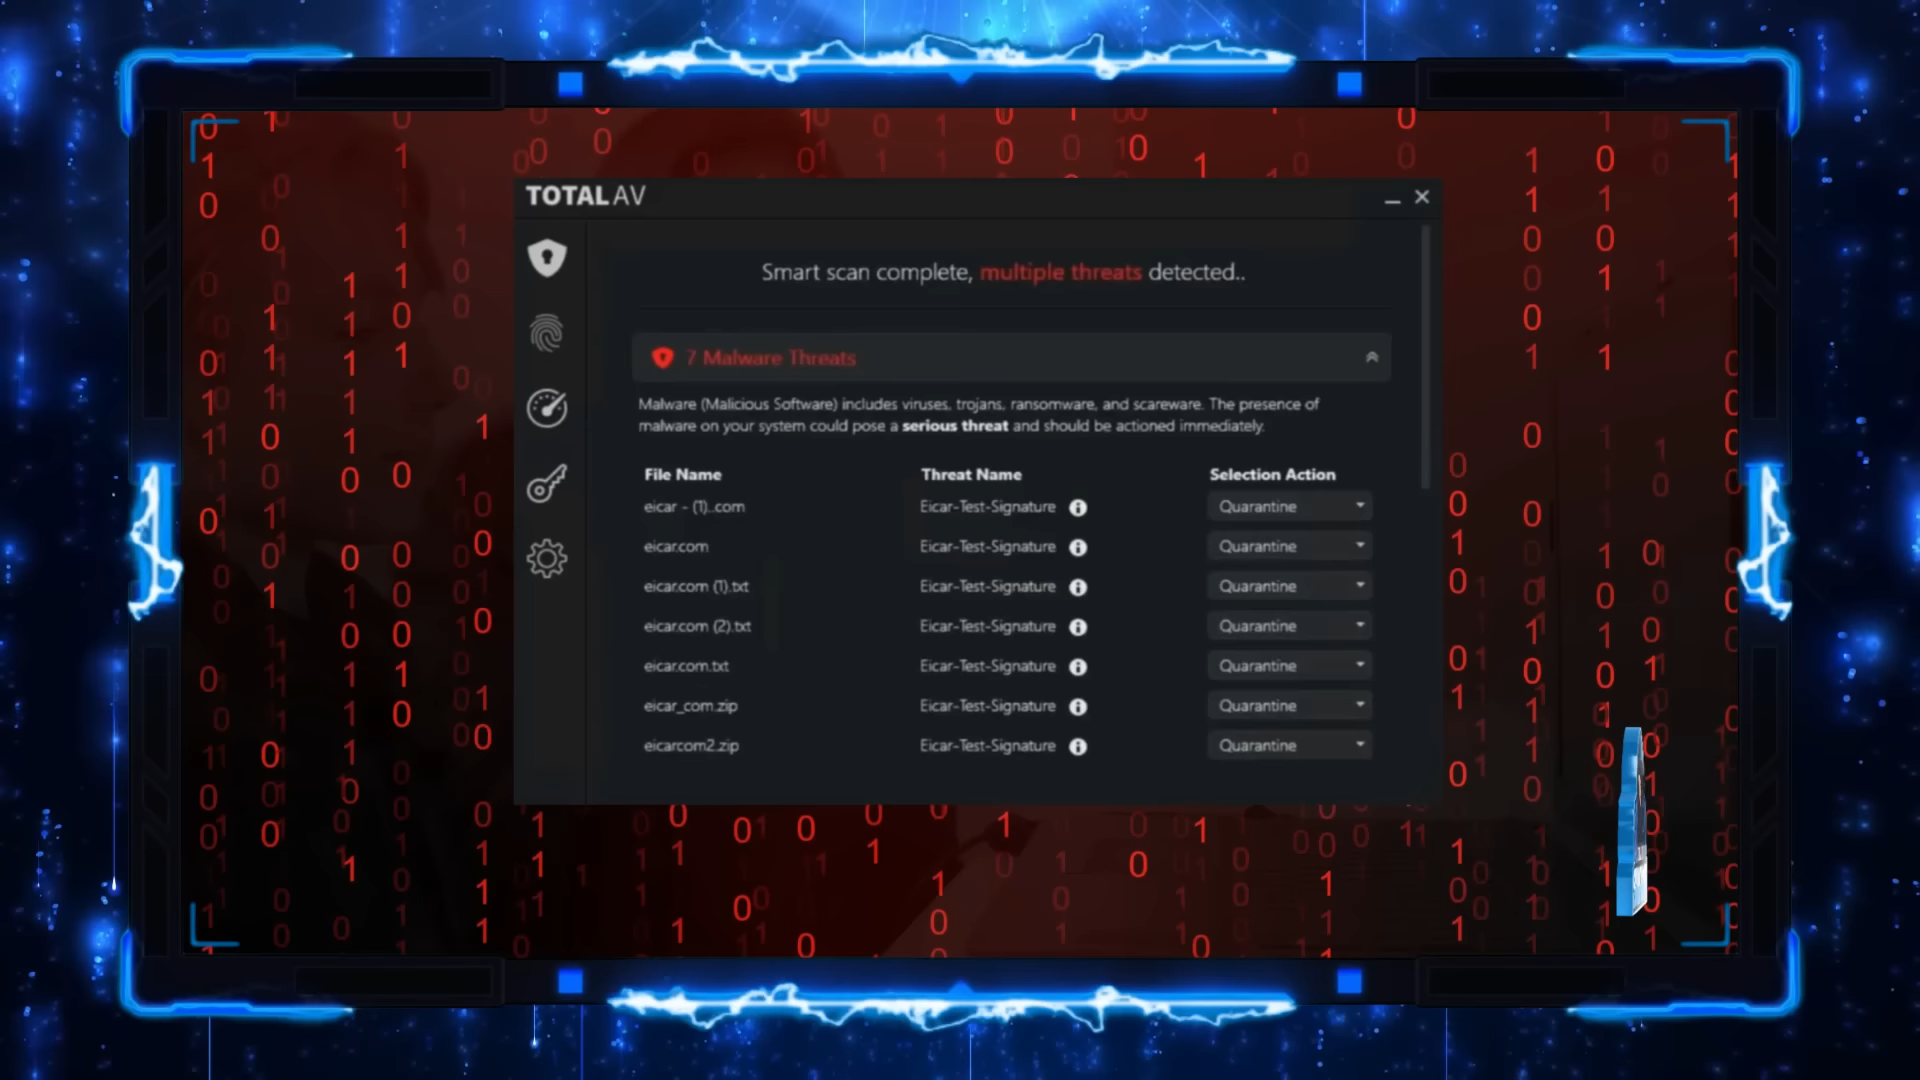 TOTALAV
Smart scan complete, multiple threats detected..
7 Malware Threats
Malware (Malicious Software) includes viruses, trojans, ransomware, and scareware. The presence of
malware on your system could pose a serious threat and should be actioned immediately.
File Name Threat Name Selection Action
eicar - (1)..com Eicar-Test-Signature Quarantine
eicar.com Eicar-Test-Signature Quarantine
eicar.com (1).txt Eicar-Test-Signature Quarantine
eicar.com (2).txt Eicar-Test-Signature Quarantine
eicar.com.txt Eicar-Test-Signature Quarantine
eicar_com.zip Eicar-Test-Signature Quarantine
eicarcom2.zip Eicar-Test-Signature Quarantine